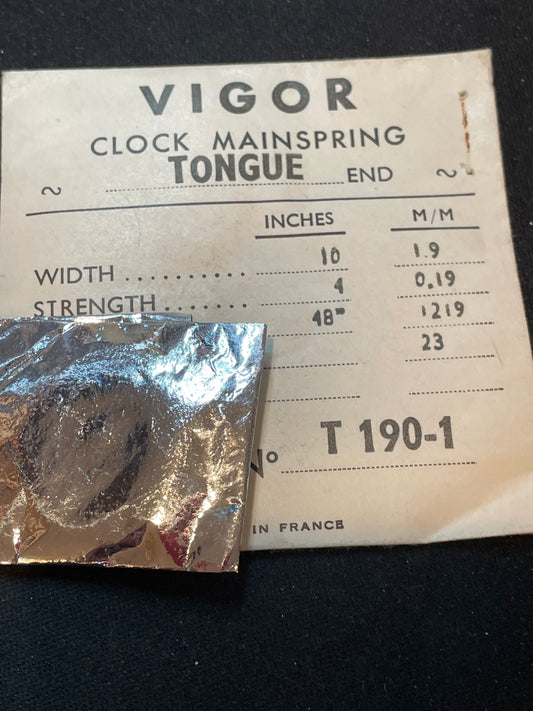 VIGOR
CLOCK MAINSPRING
~ TONGUE END ~
INCHES M/M
WIDTH .......... 10 1.9
STRENGTH ....... 4 0.19
48" 1219
23
Nº T 190-1
IN FRANCE